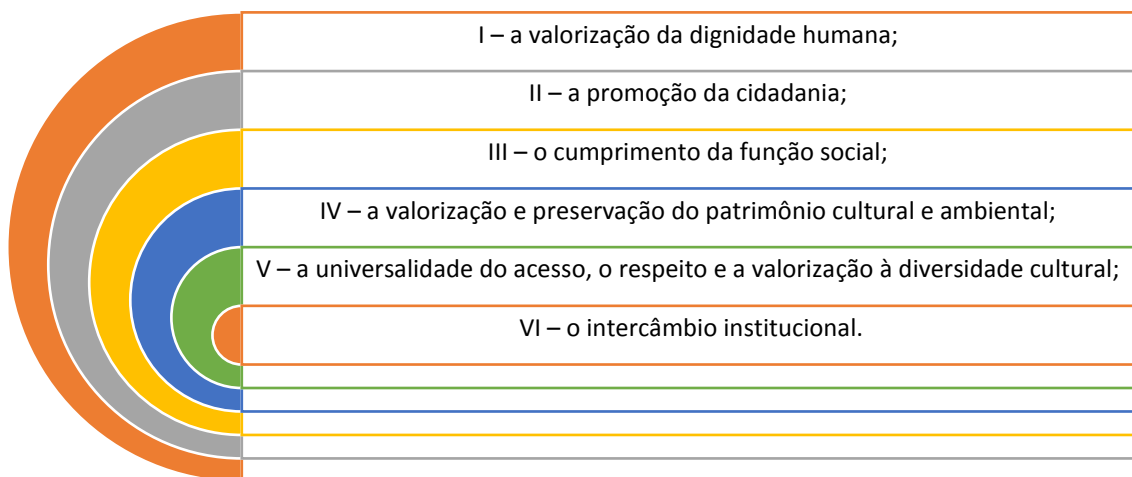 I – a valorização da dignidade humana;
II – a promoção da cidadania;
III – o cumprimento da função social;
IV – a valorização e preservação do patrimônio cultural e ambiental;
V – a universalidade do acesso, o respeito e a valorização à diversidade cultural;
VI – o intercâmbio institucional.